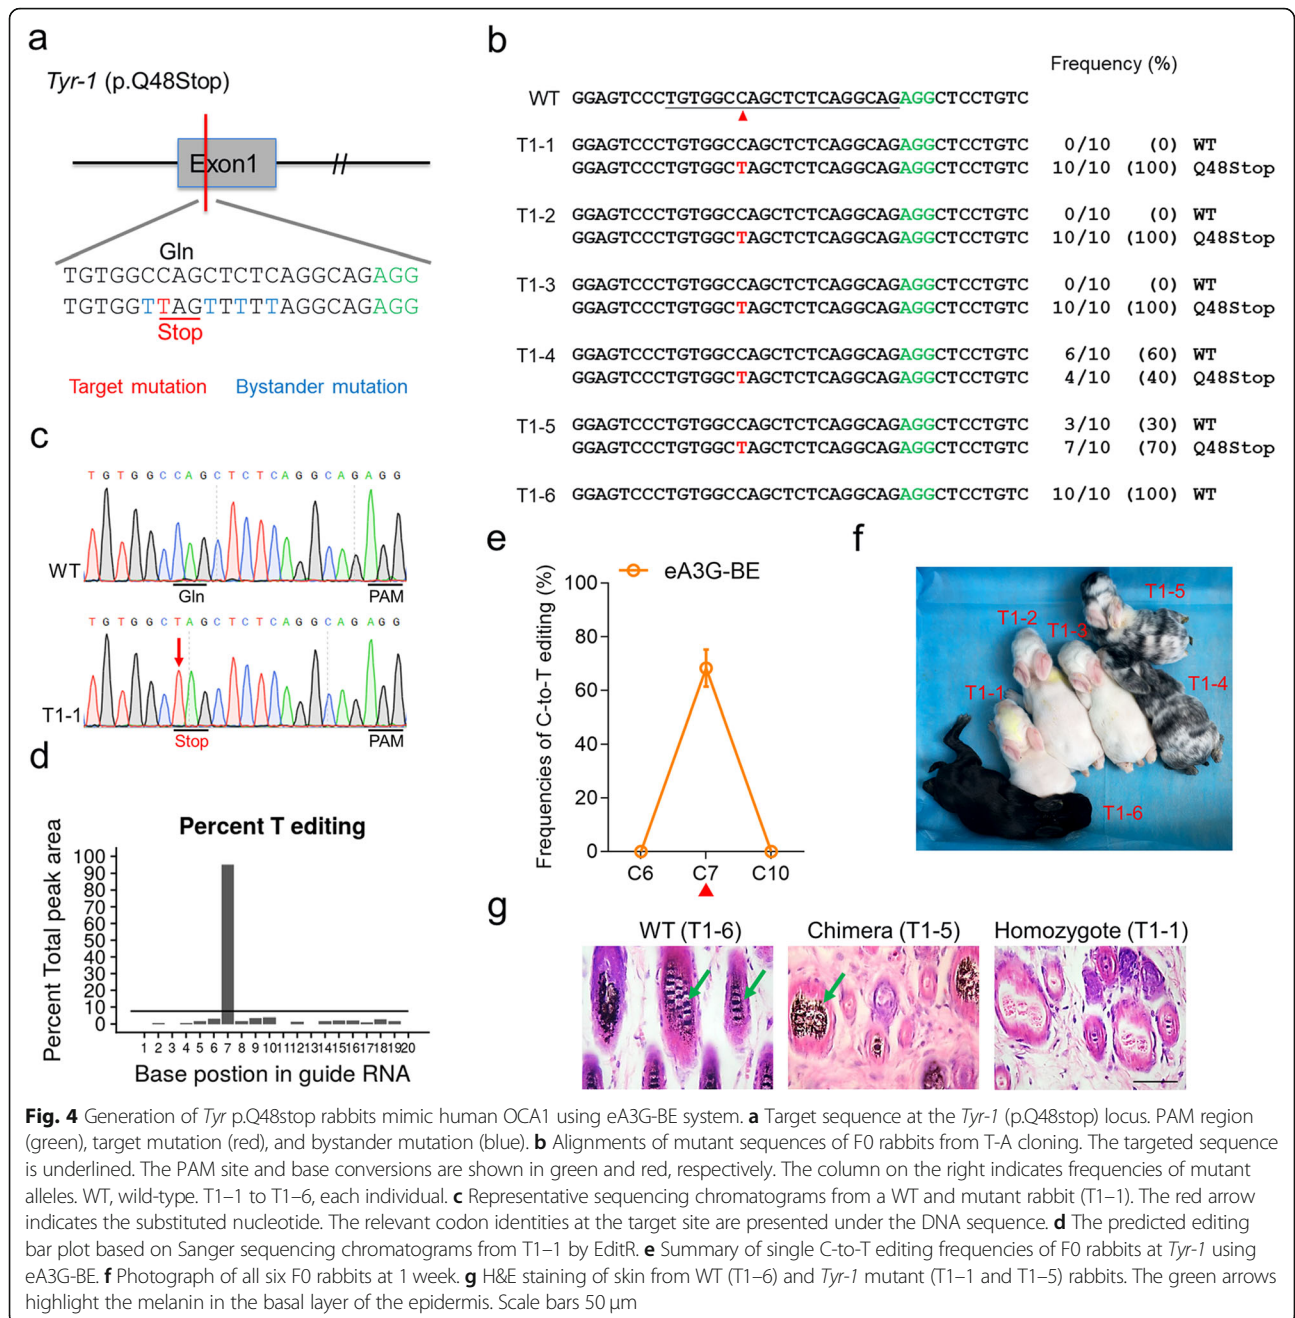 a
Tyr-1 (p.Q48Stop)
Exon1
//
Gln
TGTGGCCAGCTCTCAGGCAGAGG
TGTGGTTAGTTTTTAGGCAGAGG
Stop
Target mutation Bystander mutation
b
Frequency (%)
WT GGAGTCCCTGTGGCCAGCTCTCAGGCAGAGGCTCCTGTC
T1-1 GGAGTCCCTGTGGCCAGCTCTCAGGCAGAGGCTCCTGTC 0/10 (0) WT
GGAGTCCCTGTGGCTAGCTCTCAGGCAGAGGCTCCTGTC 10/10 (100) Q48Stop
T1-2 GGAGTCCCTGTGGCCAGCTCTCAGGCAGAGGCTCCTGTC 0/10 (0) WT
GGAGTCCCTGTGGCTAGCTCTCAGGCAGAGGCTCCTGTC 10/10 (100) Q48Stop
T1-3 GGAGTCCCTGTGGCCAGCTCTCAGGCAGAGGCTCCTGTC 0/10 (0) WT
GGAGTCCCTGTGGCTAGCTCTCAGGCAGAGGCTCCTGTC 10/10 (100) Q48Stop
T1-4 GGAGTCCCTGTGGCCAGCTCTCAGGCAGAGGCTCCTGTC 6/10 (60) WT
GGAGTCCCTGTGGCTAGCTCTCAGGCAGAGGCTCCTGTC 4/10 (40) Q48Stop
T1-5 GGAGTCCCTGTGGCCAGCTCTCAGGCAGAGGCTCCTGTC 3/10 (30) WT
GGAGTCCCTGTGGCTAGCTCTCAGGCAGAGGCTCCTGTC 7/10 (70) Q48Stop
T1-6 GGAGTCCCTGTGGCCAGCTCTCAGGCAGAGGCTCCTGTC 10/10 (100) WT
c
T G T G G C C A G C T C T C A G G C A G A G G
WT
Gln PAM
T G T G G C T A G C T C T C A G G C A G A G G
T1-1
Stop PAM
d
Percent T editing
Percent Total peak area
100
90
80
70
60
50
40
30
20
10
0
1 2 3 4 5 6 7 8 9 10 11 12 13 14 15 16 17 18 19 20
Base postion in guide RNA
e
eA3G-BE
Frequencies of C-to-T editing (%)
100
80
60
40
20
0
C6 C7 C10
f
T1-5
T1-2
T1-3
T1-4
T1-1
T1-6
g
WT (T1-6) Chimera (T1-5) Homozygote (T1-1)
Fig. 4 Generation of Tyr p.Q48stop rabbits mimic human OCA1 using eA3G-BE system. a Target sequence at the Tyr-1 (p.Q48stop) locus. PAM region
(green), target mutation (red), and bystander mutation (blue). b Alignments of mutant sequences of F0 rabbits from T-A cloning. The targeted sequence
is underlined. The PAM site and base conversions are shown in green and red, respectively. The column on the right indicates frequencies of mutant
alleles. WT, wild-type. T1–1 to T1–6, each individual. c Representative sequencing chromatograms from a WT and mutant rabbit (T1–1). The red arrow
indicates the substituted nucleotide. The relevant codon identities at the target site are presented under the DNA sequence. d The predicted editing
bar plot based on Sanger sequencing chromatograms from T1–1 by EditR. e Summary of single C-to-T editing frequencies of F0 rabbits at Tyr-1 using
eA3G-BE. f Photograph of all six F0 rabbits at 1 week. g H&E staining of skin from WT (T1–6) and Tyr-1 mutant (T1–1 and T1–5) rabbits. The green arrows
highlight the melanin in the basal layer of the epidermis. Scale bars 50 μm